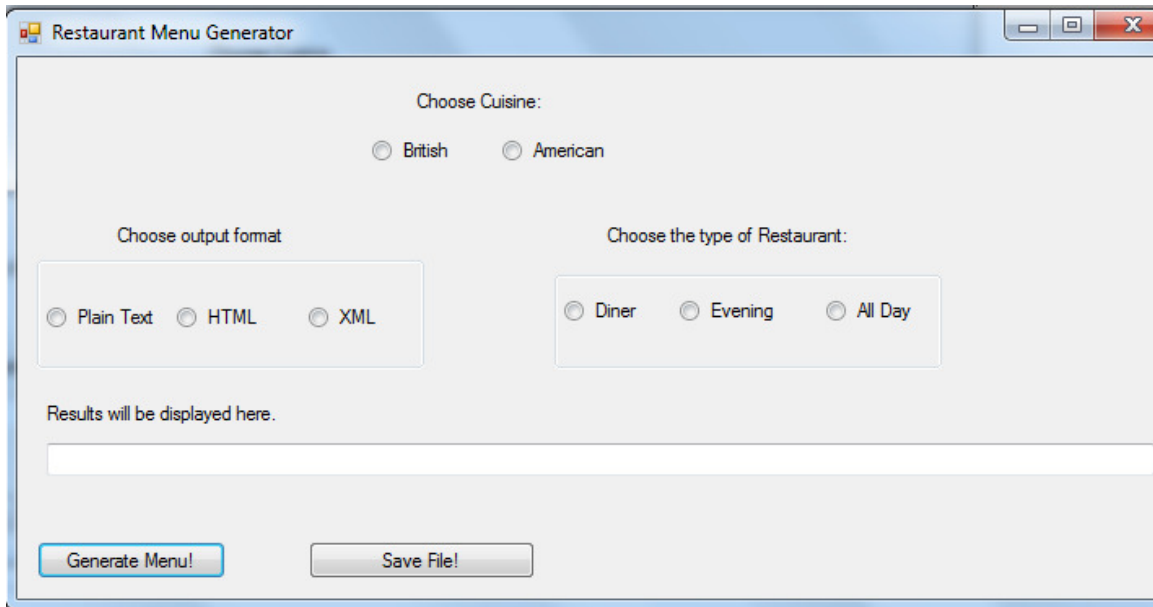 Restaurant Menu Generator
Choose Cuisine:
British American
Choose output format Choose the type of Restaurant:
Plain Text HTML XML Diner Evening All Day
Results will be displayed here.
Generate Menu! Save File!